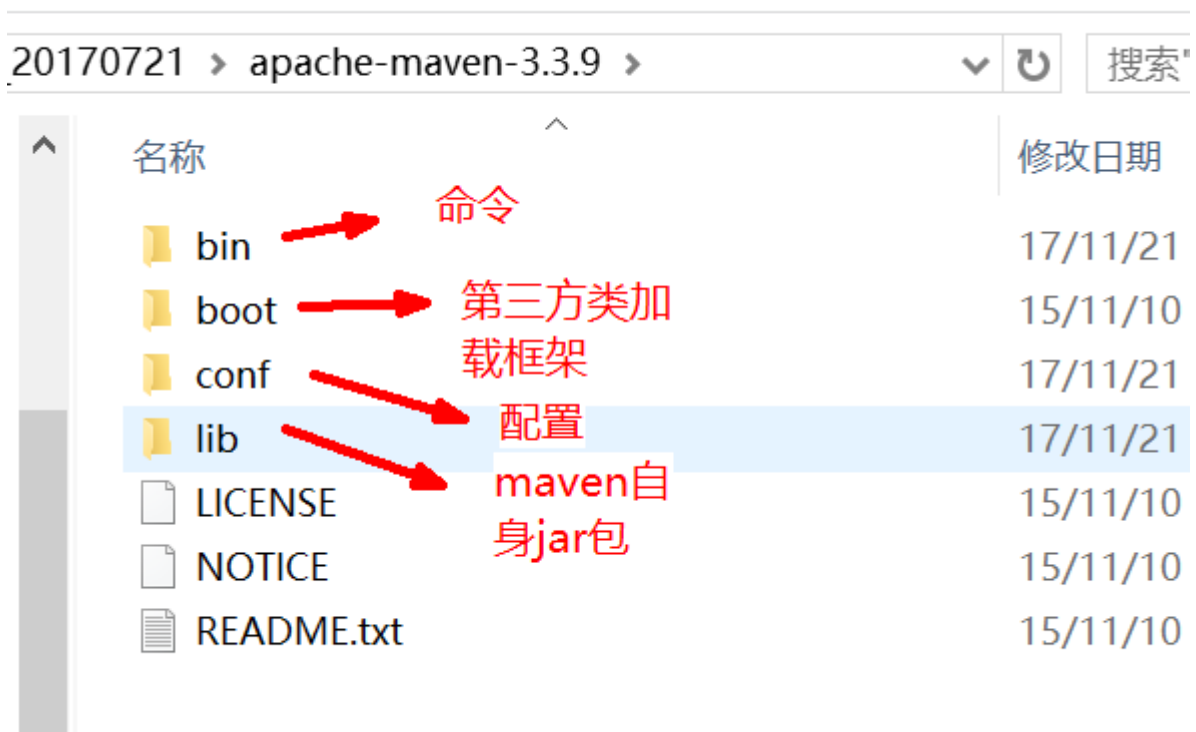 _20170721 > apache-maven-3.3.9 >
搜索"
名称
修改日期
命令
bin
17/11/21
boot
第三方类加
载框架
15/11/10
conf
17/11/21
配置
lib
17/11/21
maven自
身jar包
LICENSE
15/11/10
NOTICE
15/11/10
README.txt
15/11/10